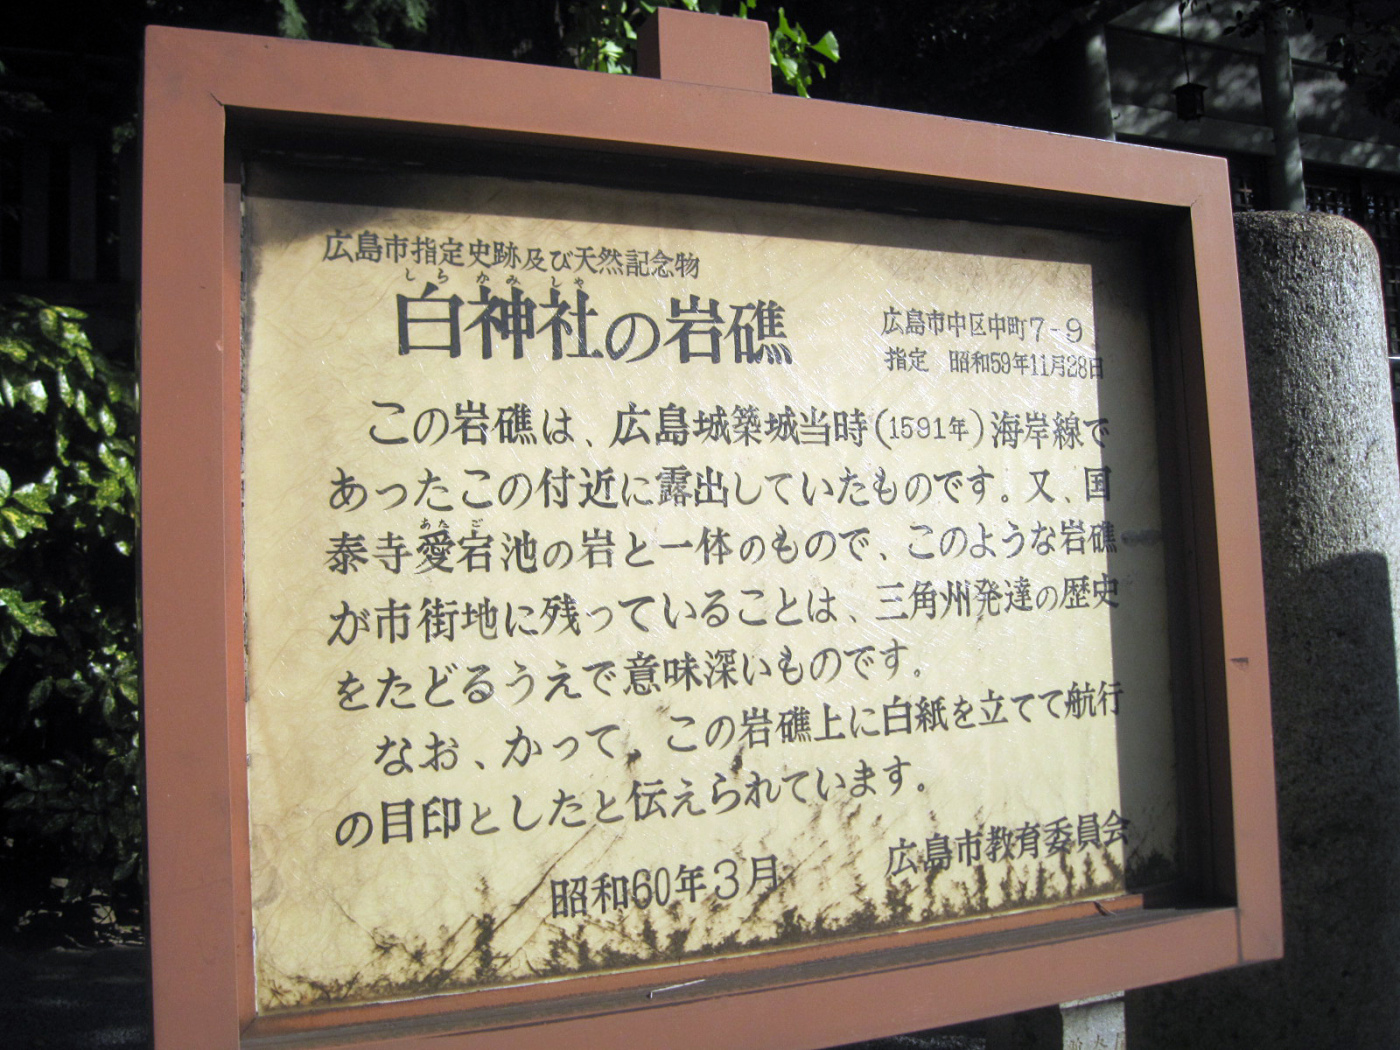 広島市指定史跡及び天然記念物
しら かみ しゃ
白神社の岩礁
広島市中区中町7-9
指定 昭和59年11月28日
この岩礁は、広島城築城当時(1591年)海岸線で
あったこの付近に露出していたものです。又、国
あた ご
泰寺愛宕池の岩と一体のもので、このような岩礁
が市街地に残っていることは、三角州発達の歴史
をたどるうえで意味深いものです。
なお、かって、この岩礁上に白紙を立てて航行
の目印としたと伝えられています。
昭和60年3月
広島市教育委員会